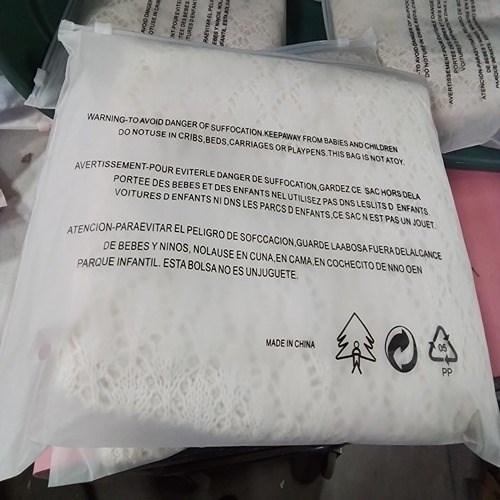 WARNING-TO AVOID DANGER OF SUFFOCATION.KEEPAWAY FROM BABIES AND CHILDREN
DO NOTUSE IN CRIBS,BEDS,CARRIAGES OR PLAYPENS.THIS BAG IS NOT ATOY.
AVERTISSEMENT-POUR EVITERLE DANGER DE SUFFOCATION,GARDEZ CE SAC HORS DELA
PORTEE DES BEBES ET DES ENFANTS NEL UTILISEZ PAS DNS LESLITS D ENFANTS
VOITURES D ENFANTS NI DNS LES PARCS D ENFANTS,CE SAC N EST PAS UN JOUET.
ATENCION-PARAEVITAR EL PELIGRO DE SOFCCACION,GUARDE LAABOSA FUERA DELALCANCE
DE BEBES Y NINOS, NOLAUSE EN CUNA,EN CAMA,EN COCHECITO DE NNO OEN
PARQUE INFANTIL. ESTA BOLSA NO ES UNJUGUETE.
MADE IN CHINA
05
PP